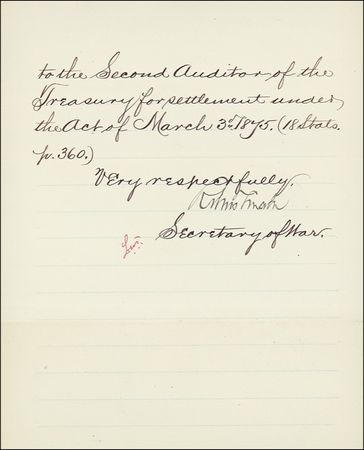 to the Second Auditor of the
Treasury for settlement under
the Act of March 3d. 1875. (18 Stats.
p. 360.)
Very respectfully.
Secretary of War.